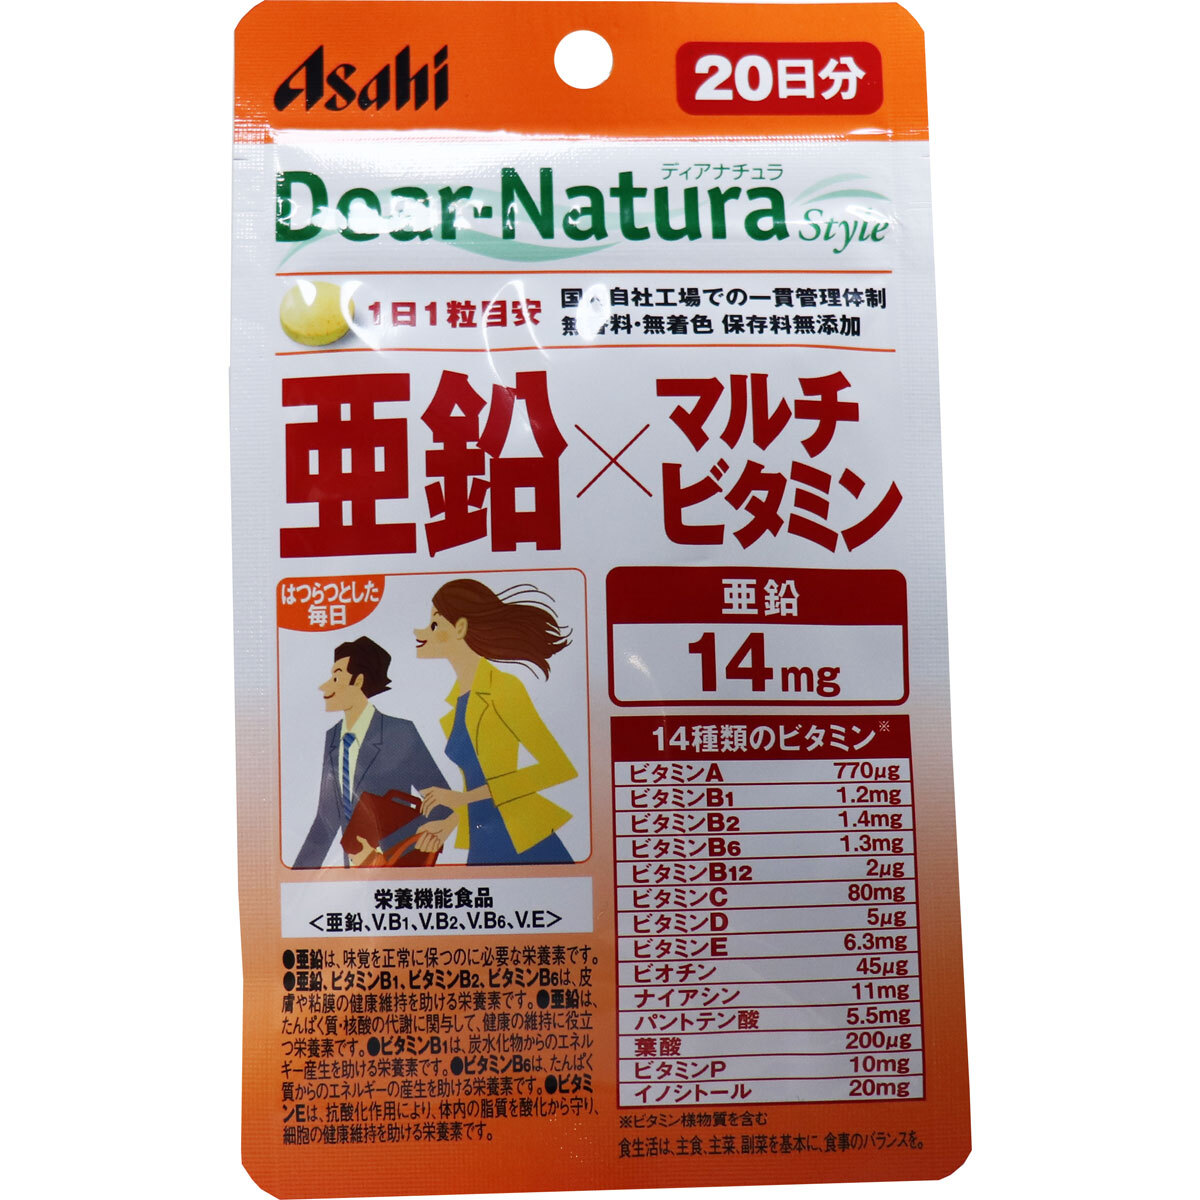 Asahi
20日分
ディアナチュラ
Dear-Natura Style
1日1粒目安
国内自社工場での一貫管理体制
無香料・無着色 保存料無添加
亜鉛×マルチ
ビタミン
はつらつとした
毎日
亜鉛
14mg
14種類のビタミン※
ビタミンA 770μg
ビタミンB1 1.2mg
ビタミンB2 1.4mg
ビタミンB6 1.3mg
ビタミンB12 2μg
ビタミンC 80mg
ビタミンD 5μg
ビタミンE 6.3mg
ビオチン 45μg
ナイアシン 11mg
パントテン酸 5.5mg
葉酸 200μg
ビタミンP 10mg
イノシトール 20mg
※ビタミン様物質を含む
食生活は、主食、主菜、副菜を基本に、食事のバランスを。
栄養機能食品
<亜鉛、V.B1、V.B2、V.B6、V.E>
●亜鉛は、味覚を正常に保つのに必要な栄養素です。
●亜鉛、ビタミンB1、ビタミンB2、ビタミンB6は、皮
膚や粘膜の健康維持を助ける栄養素です。●亜鉛は、
たんぱく質・核酸の代謝に関与して、健康の維持に役立
つ栄養素です。●ビタミンB1は、炭水化物からのエネル
ギー産生を助ける栄養素です。●ビタミンB6は、たんぱく
質からのエネルギーの産生を助ける栄養素です。●ビタミ
ンEは、抗酸化作用により、体内の脂質を酸化から守り、
細胞の健康維持を助ける栄養素です。